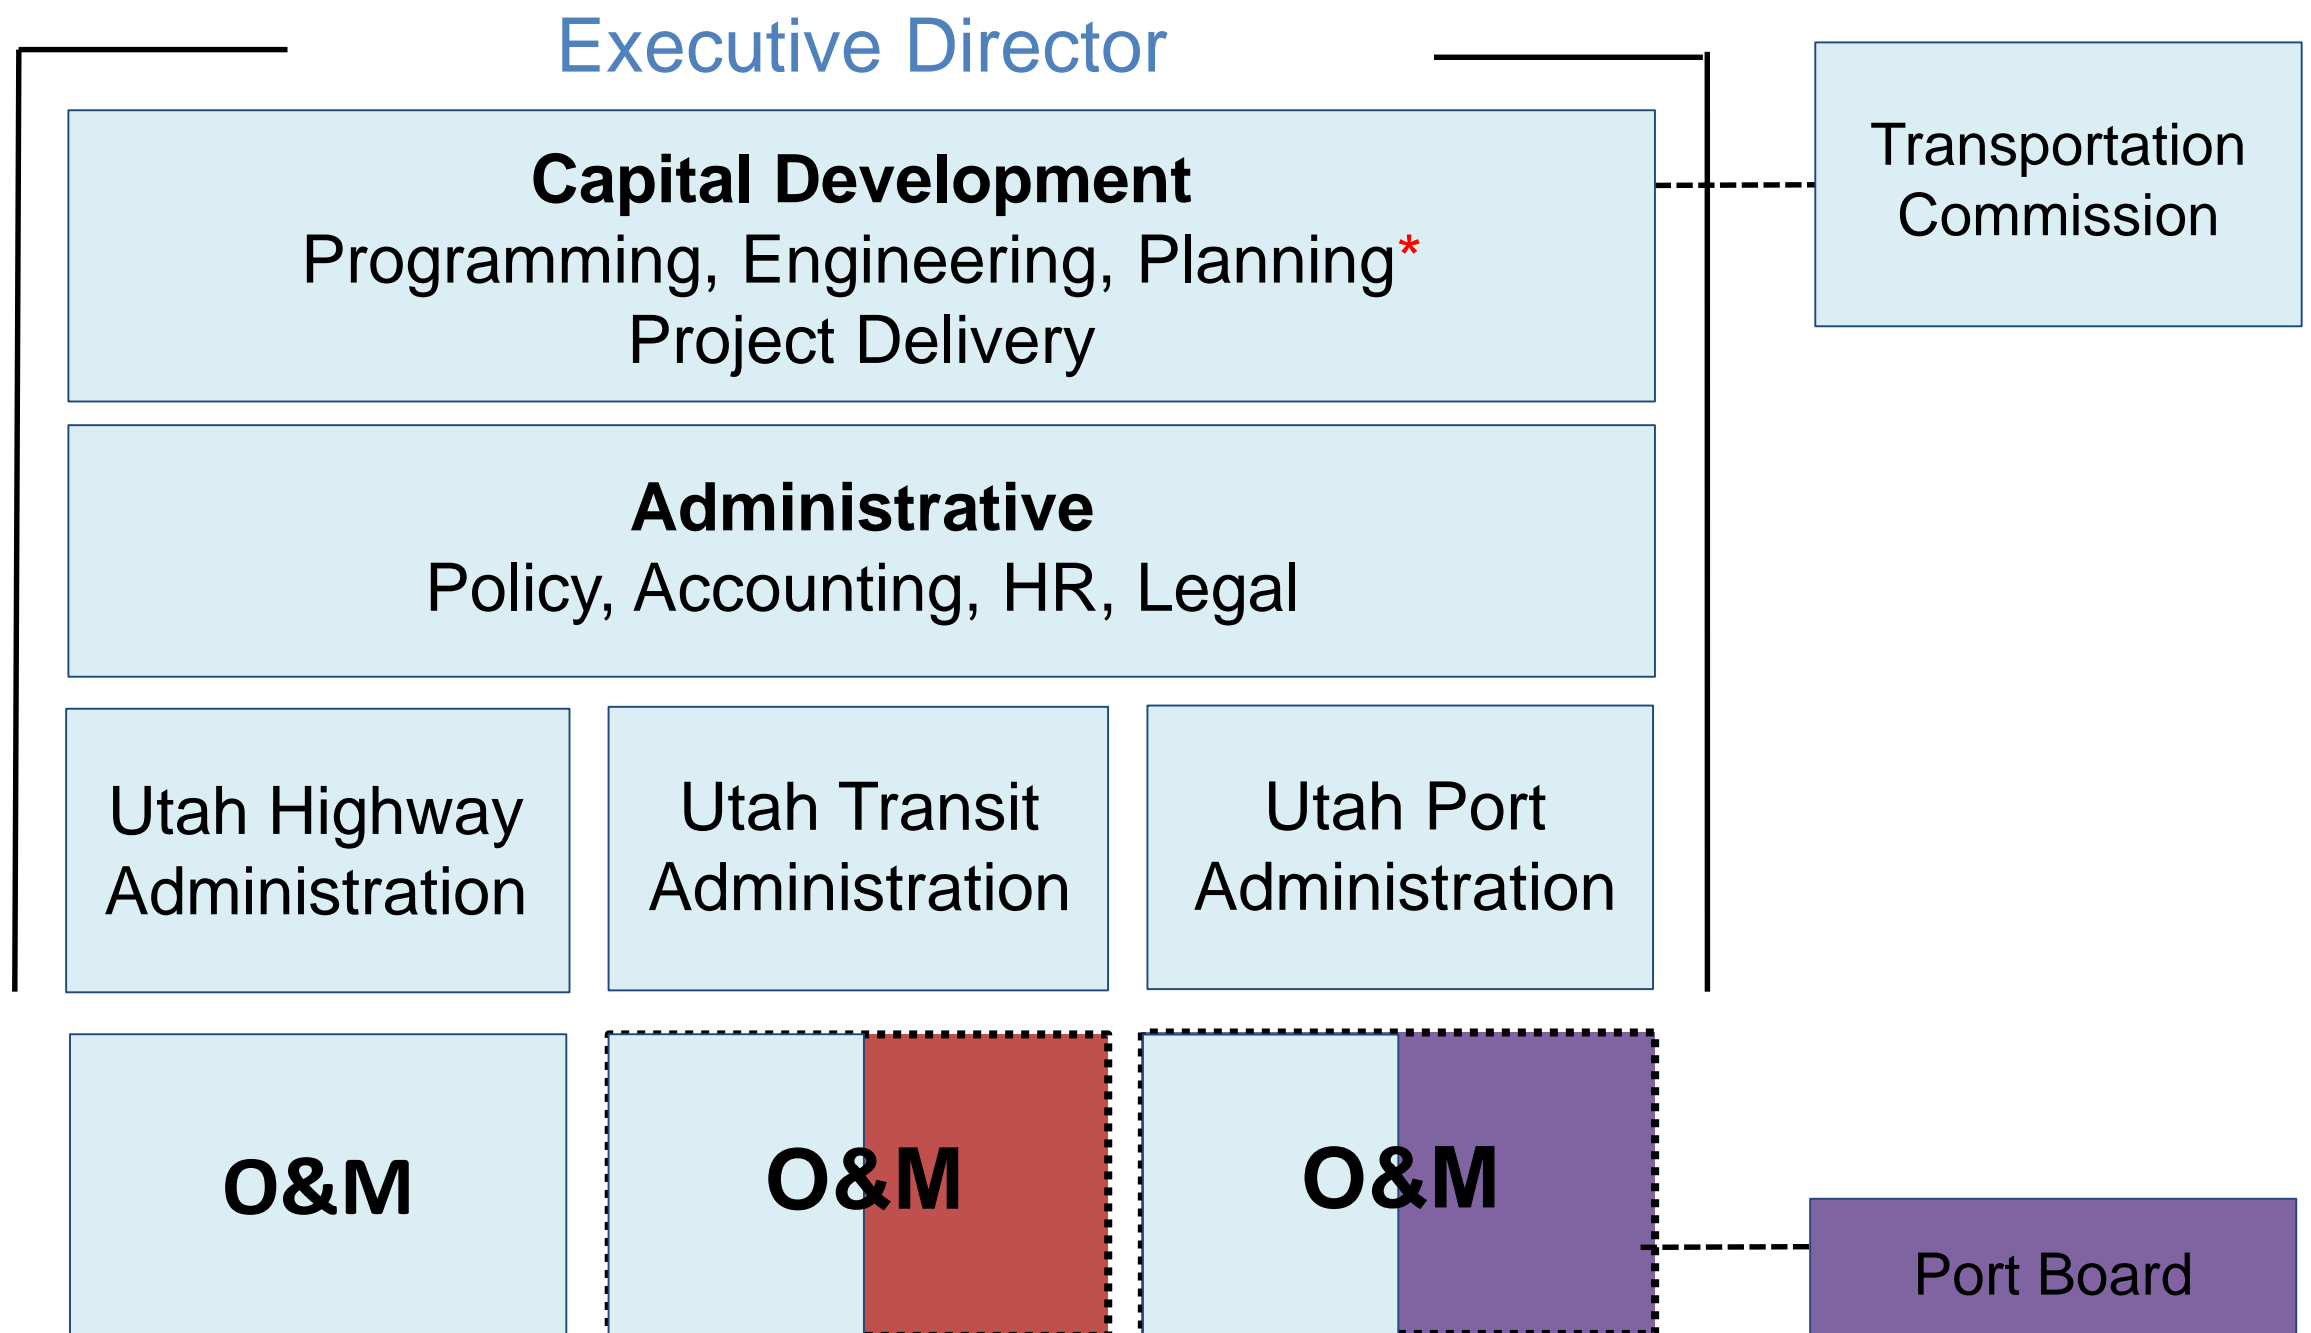 Executive Director
Transportation
Commission
Capital Development
Programming, Engineering, Planning*
Project Delivery
Administrative
Policy, Accounting, HR, Legal
Utah Highway
Administration
Utah Transit
Administration
Utah Port
Administration
O&M
O&M
O&M
Port Board